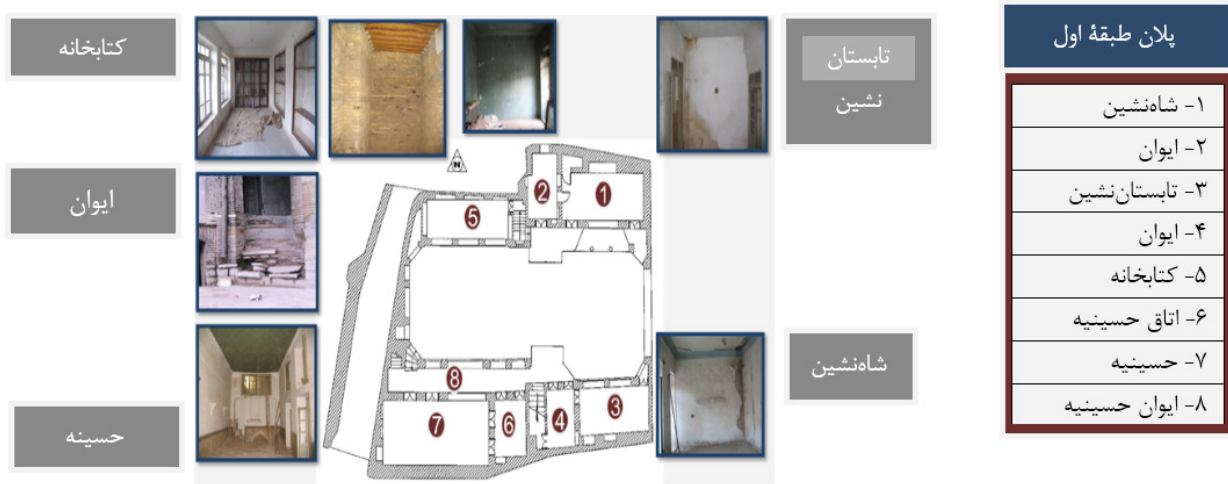 پلان طبقهٔ اول
۱- شاه‌نشین
۲- ایوان
۳- تابستان‌نشین
۴- ایوان
۵- کتابخانه
۶- اتاق حسینیه
۷- حسینیه
۸- ایوان حسینیه
تابستان
نشین
شاه‌نشین
کتابخانه
ایوان
حسینه
N
1
2
5
8
7
6
4
3